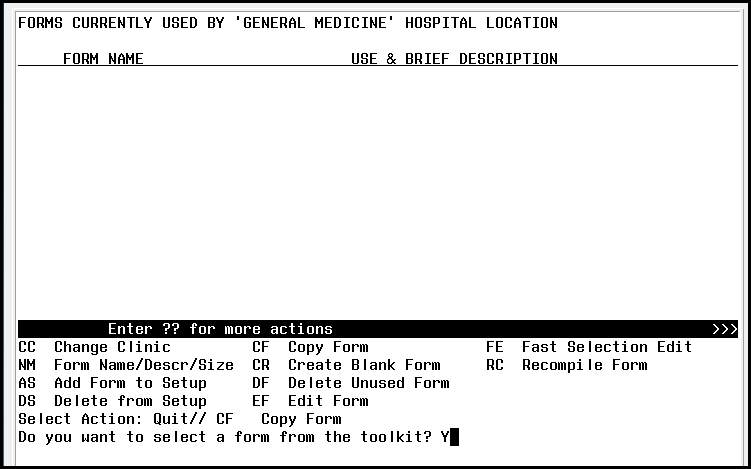 FORMS CURRENTLY USED BY 'GENERAL MEDICINE' HOSPITAL LOCATION
FORM NAME                       USE & BRIEF DESCRIPTION
Enter ?? for more actions                                          >>>
CC  Change Clinic         CF  Copy Form             FE  Fast Selection Edit
NM  Form Name/Descr/Size  CR  Create Blank Form     RC  Recompile Form
AS  Add Form to Setup     DF  Delete Unused Form
DS  Delete from Setup     EF  Edit Form
Select Action: Quit// CF   Copy Form
Do you want to select a form from the toolkit? Y